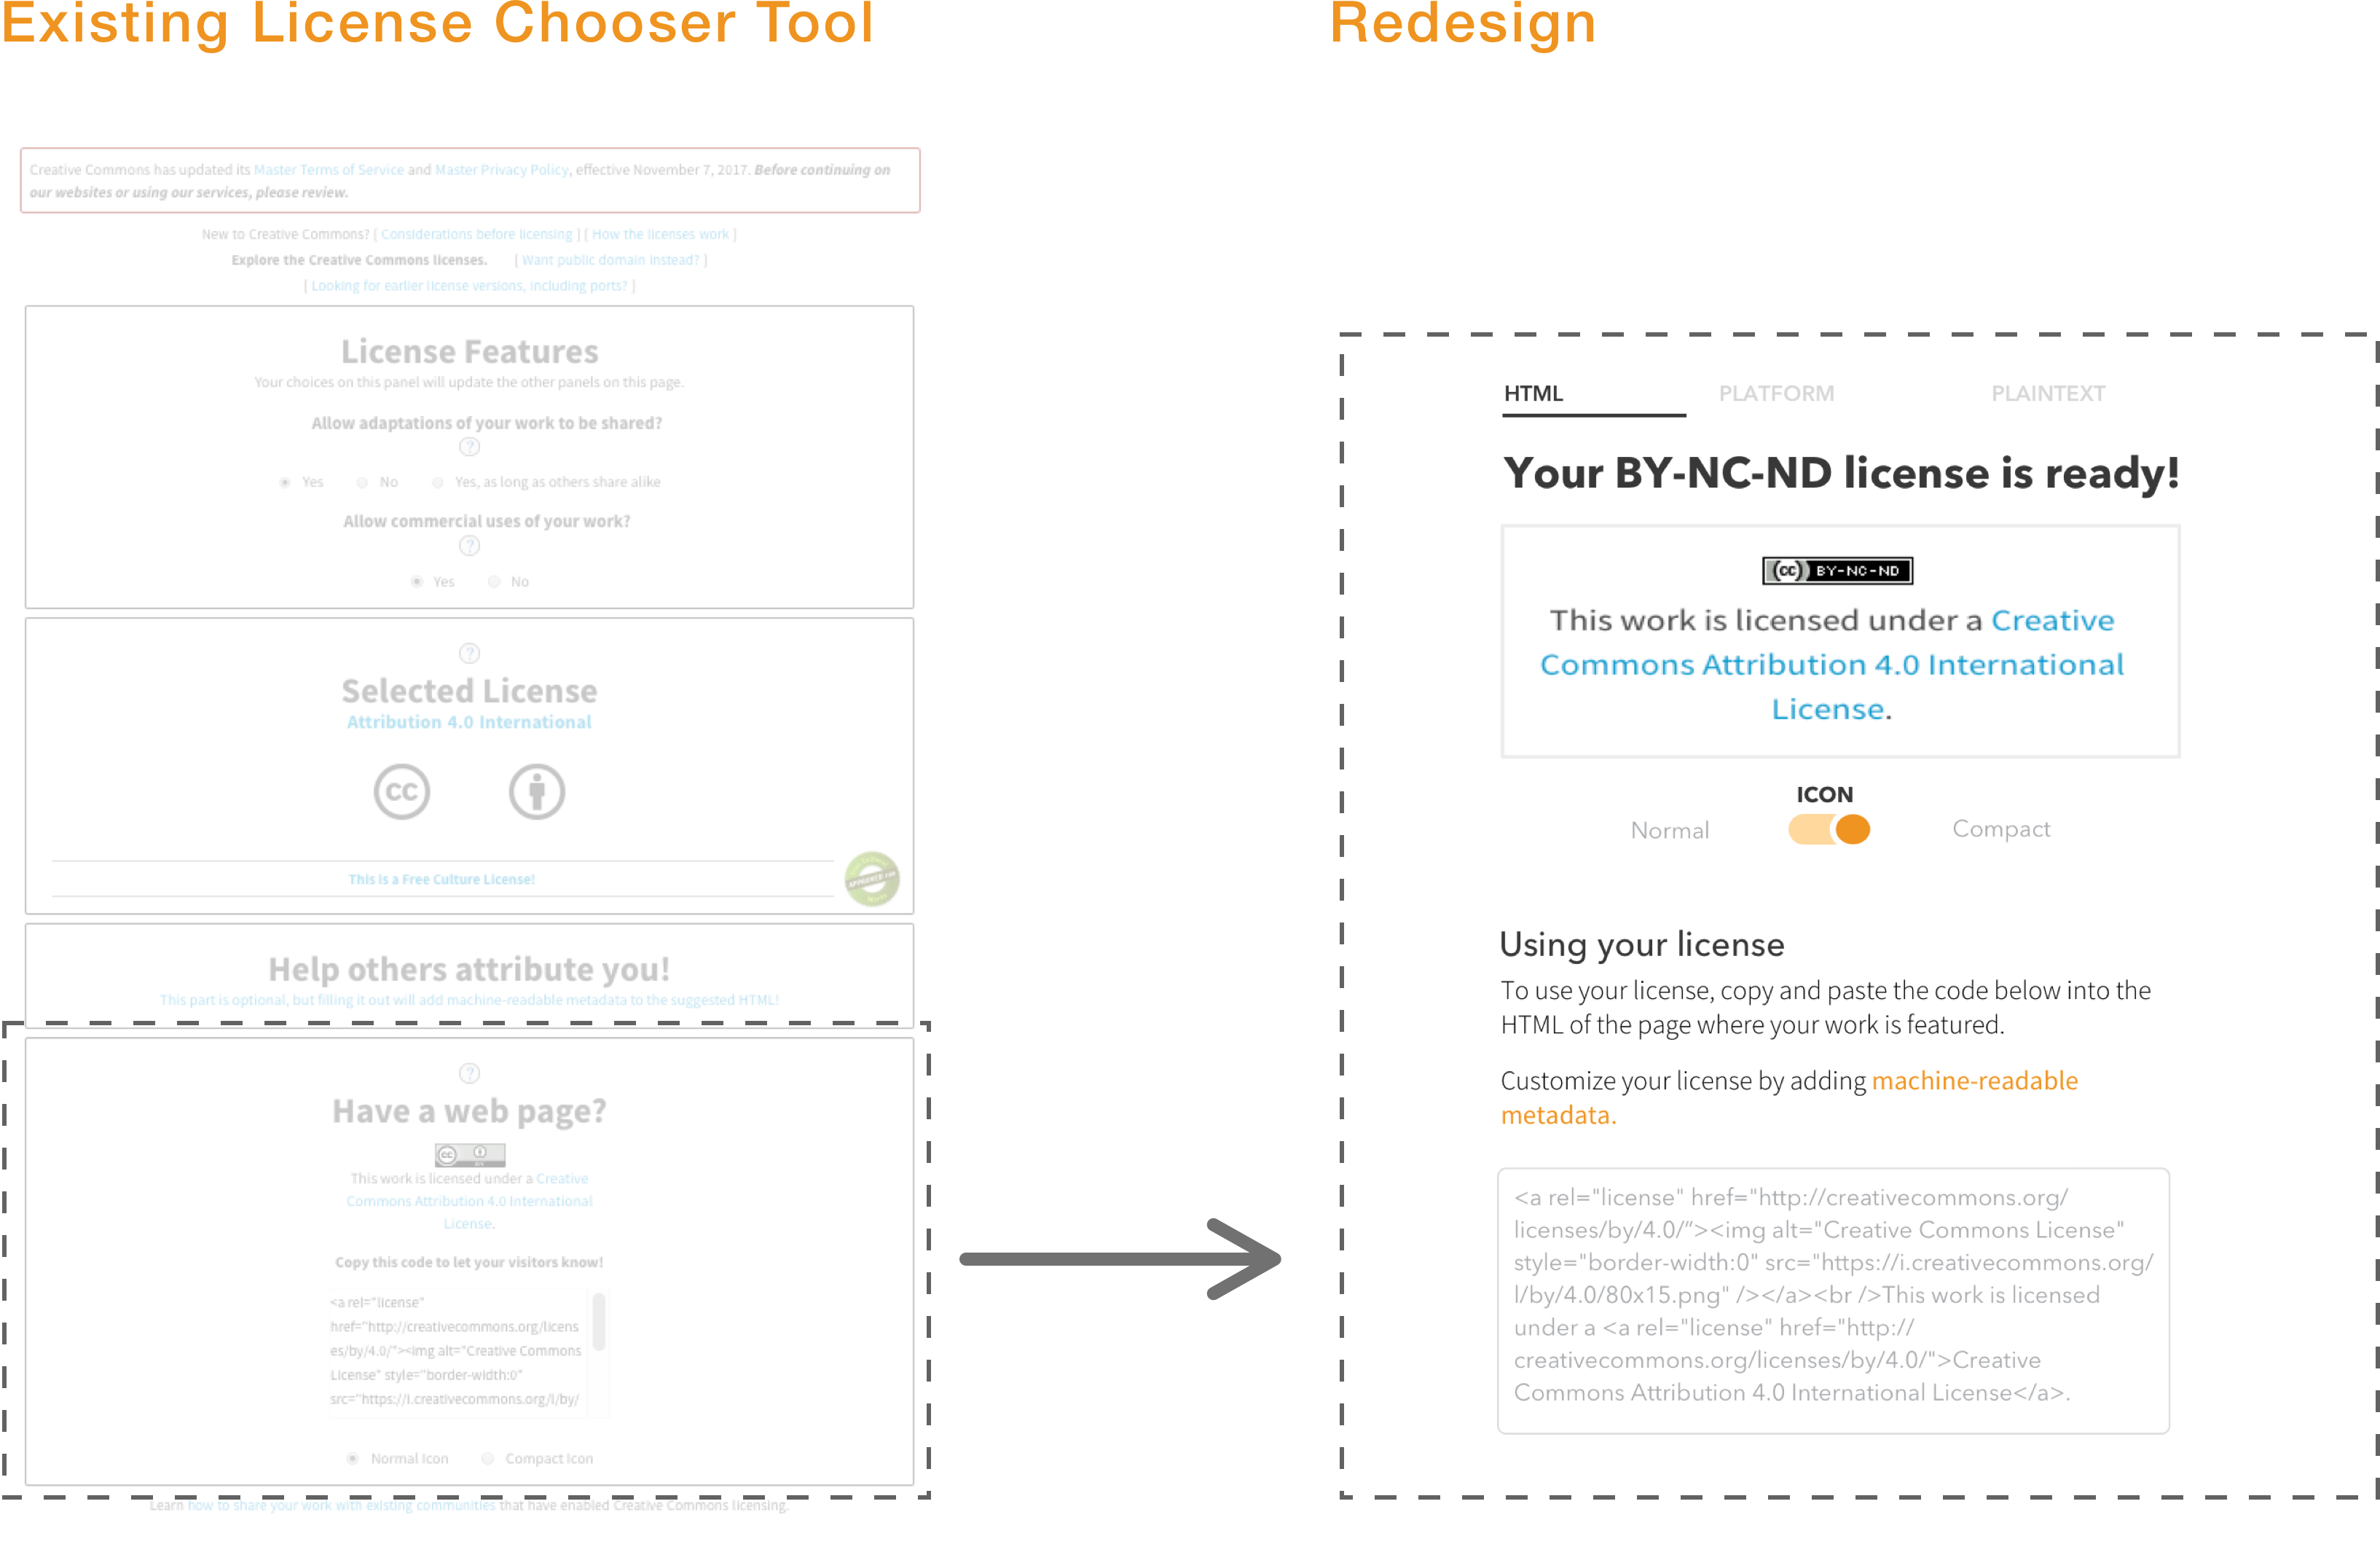 Existing License Chooser Tool
Creative Commons has updated its Master Terms of Service and Master Privacy Policy, effective November 7, 2017. Before continuing on
our websites or using our services, please review.
New to Creative Commons? [ Considerations before licensing ] [ How the licenses work ]
Explore the Creative Commons licenses. [ Want public domain instead? ]
[ Looking for earlier license versions, including ports? ]
License Features
Your choices on this panel will update the other panels on this page.
Allow adaptations of your work to be shared?
?
Yes No Yes, as long as others share alike
Allow commercial uses of your work?
?
Yes No
?
Selected License
Attribution 4.0 International
cc
This is a Free Culture License!
APPROVED FOR
Help others attribute you!
This part is optional, but filling it out will add machine-readable metadata to the suggested HTML!
?
Have a web page?
cc
BY
This work is licensed under a Creative
Commons Attribution 4.0 International
License.
Copy this code to let your visitors know!
<a rel="license"
href="http://creativecommons.org/licens
es/by/4.0/"><img alt="Creative Commons
License" style="border-width:0"
src="https://i.creativecommons.org/l/by/
Normal Icon Compact Icon
Learn how to share your work with existing communities that have enabled Creative Commons licensing.
Redesign
HTML PLATFORM PLAINTEXT
Your BY-NC-ND license is ready!
cc BY-NC-ND
This work is licensed under a Creative
Commons Attribution 4.0 International
License.
ICON
Normal Compact
Using your license
To use your license, copy and paste the code below into the
HTML of the page where your work is featured.
Customize your license by adding machine-readable
metadata.
<a rel="license" href="http://creativecommons.org/
licenses/by/4.0/"><img alt="Creative Commons License"
style="border-width:0" src="https://i.creativecommons.org/
l/by/4.0/80x15.png" /></a><br />This work is licensed
under a <a rel="license" href="http://
creativecommons.org/licenses/by/4.0/">Creative
Commons Attribution 4.0 International License</a>.